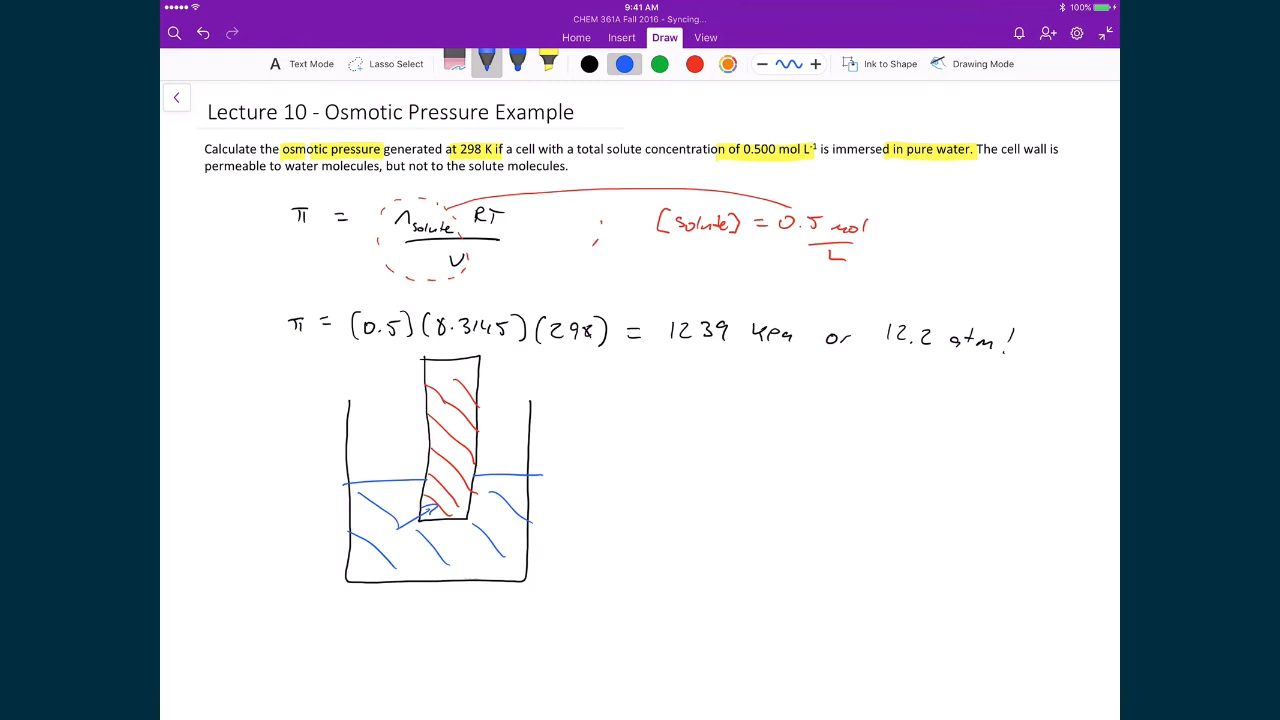 9:41 AM
100%
CHEM 361A Fall 2016 - Syncing...
Home Insert Draw View
A Text Mode Lasso Select Ink to Shape Drawing Mode
Lecture 10 - Osmotic Pressure Example
Calculate the osmotic pressure generated at 298 K if a cell with a total solute concentration of 0.500 mol L⁻¹ is immersed in pure water. The cell wall is
permeable to water molecules, but not to the solute molecules.
π = n_solute RT / V ; [solute] = 0.5 mol / L
π = (0.5)(8.3145)(298) = 1239 kPa or 12.2 atm!